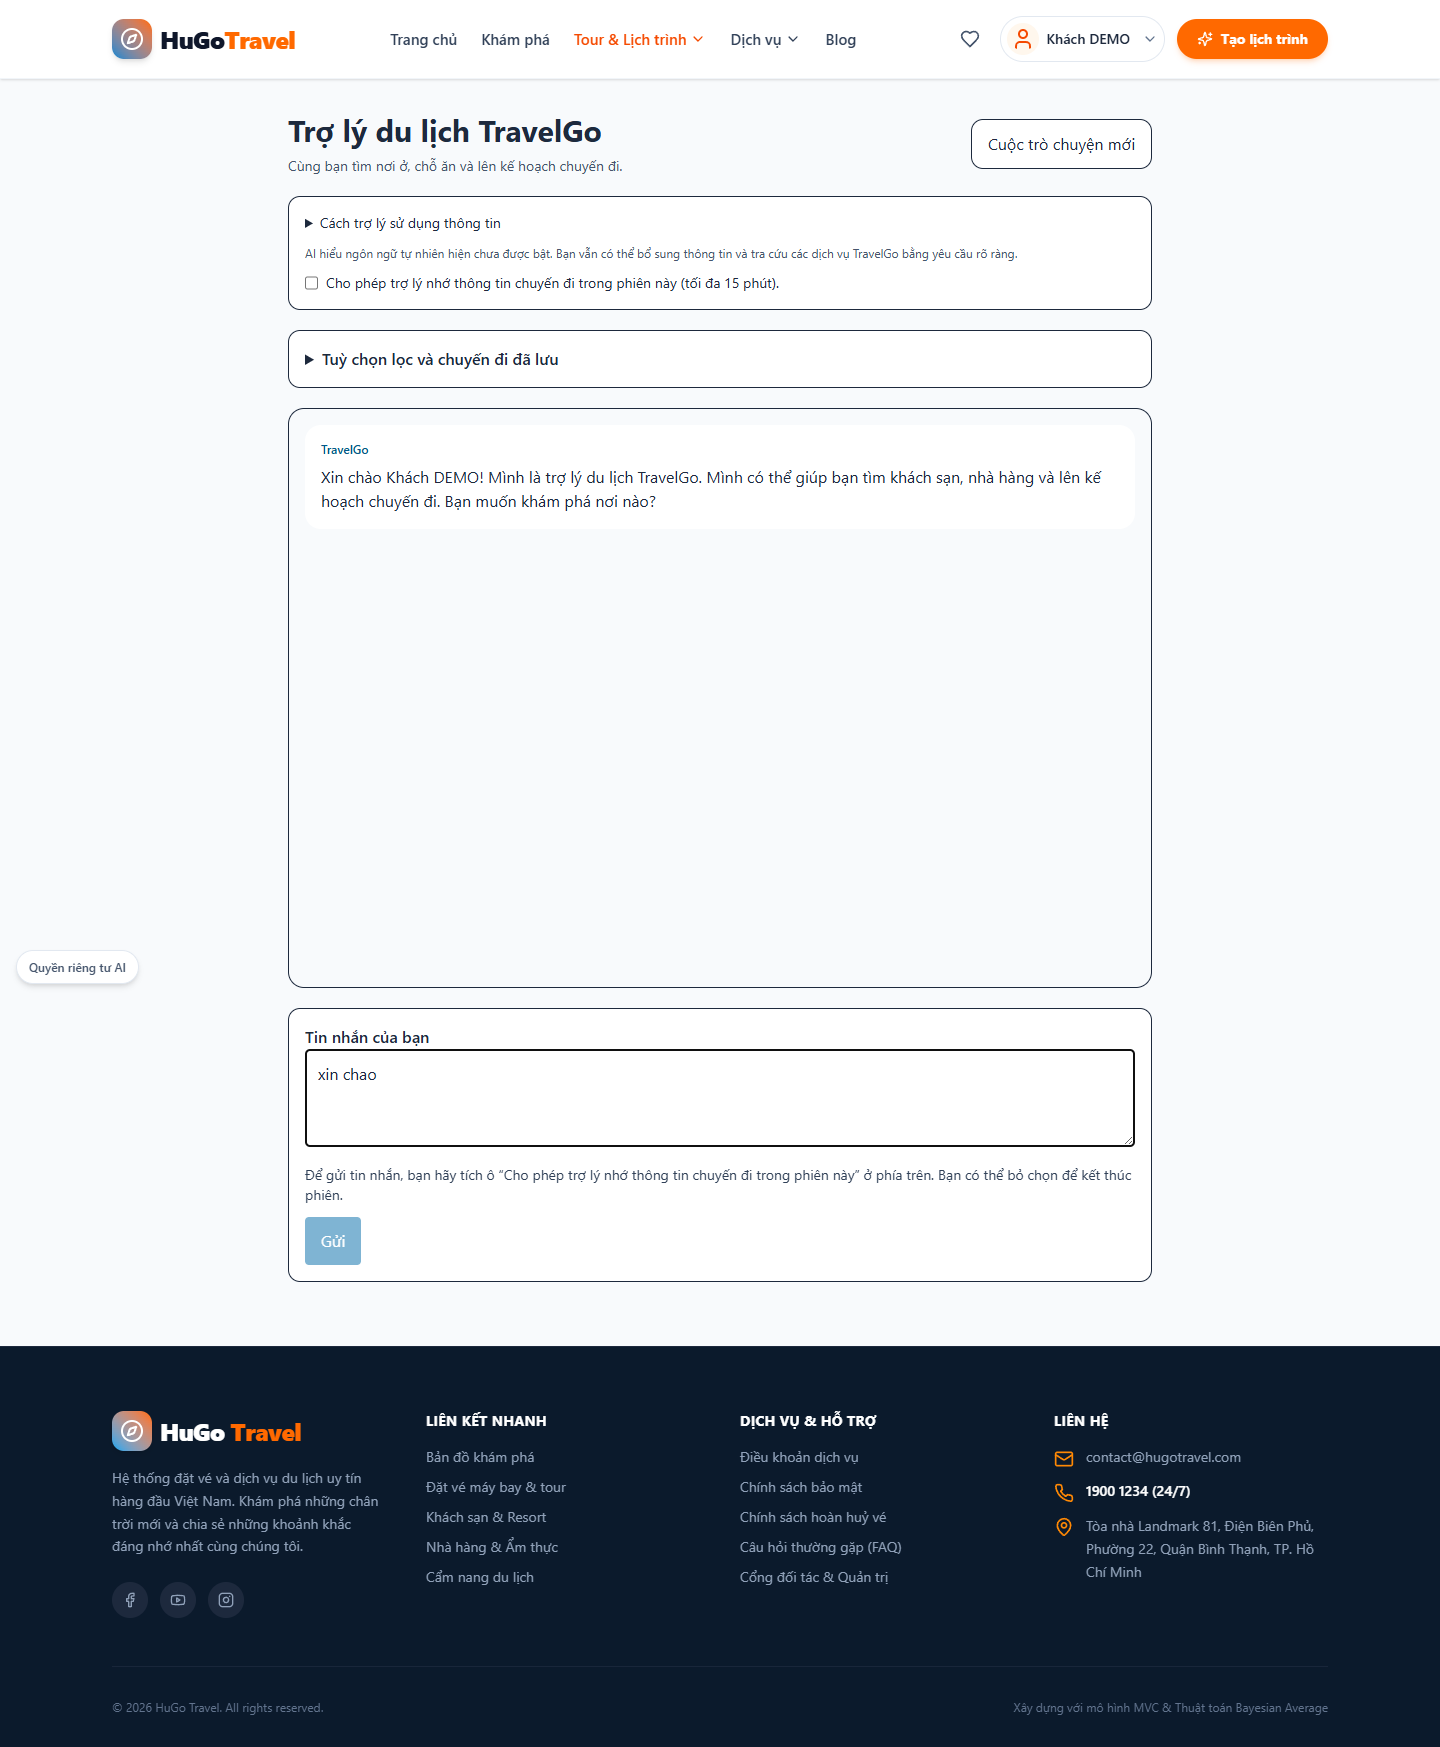 HuGoTravel
Trang chủ
Khám phá
Tour & Lịch trình
Dịch vụ
Blog
Khách DEMO
Tạo lịch trình
Trợ lý du lịch TravelGo
Cùng bạn tìm nơi ở, chỗ ăn và lên kế hoạch chuyến đi.
Cuộc trò chuyện mới
Cách trợ lý sử dụng thông tin
AI hiểu ngôn ngữ tự nhiên hiện chưa được bật. Bạn vẫn có thể bổ sung thông tin và tra cứu các dịch vụ TravelGo bằng yêu cầu rõ ràng.
Cho phép trợ lý nhớ thông tin chuyến đi trong phiên này (tối đa 15 phút).
Tuỳ chọn lọc và chuyến đi đã lưu
TravelGo
Xin chào Khách DEMO! Mình là trợ lý du lịch TravelGo. Mình có thể giúp bạn tìm khách sạn, nhà hàng và lên kế
hoạch chuyến đi. Bạn muốn khám phá nơi nào?
Quyền riêng tư AI
Tin nhắn của bạn
xin chao
Để gửi tin nhắn, bạn hãy tích ô “Cho phép trợ lý nhớ thông tin chuyến đi trong phiên này” ở phía trên. Bạn có thể bỏ chọn để kết thúc
phiên.
Gửi
HuGo Travel
Hệ thống đặt vé và dịch vụ du lịch uy tín
hàng đầu Việt Nam. Khám phá những chân
trời mới và chia sẻ những khoảnh khắc
đáng nhớ nhất cùng chúng tôi.
LIÊN KẾT NHANH
Bản đồ khám phá
Đặt vé máy bay & tour
Khách sạn & Resort
Nhà hàng & Ẩm thực
Cẩm nang du lịch
DỊCH VỤ & HỖ TRỢ
Điều khoản dịch vụ
Chính sách bảo mật
Chính sách hoàn huỷ vé
Câu hỏi thường gặp (FAQ)
Cổng đối tác & Quản trị
LIÊN HỆ
contact@hugotravel.com
1900 1234 (24/7)
Tòa nhà Landmark 81, Điện Biên Phủ,
Phường 22, Quận Bình Thạnh, TP. Hồ
Chí Minh
© 2026 HuGo Travel. All rights reserved.
Xây dựng với mô hình MVC & Thuật toán Bayesian Average